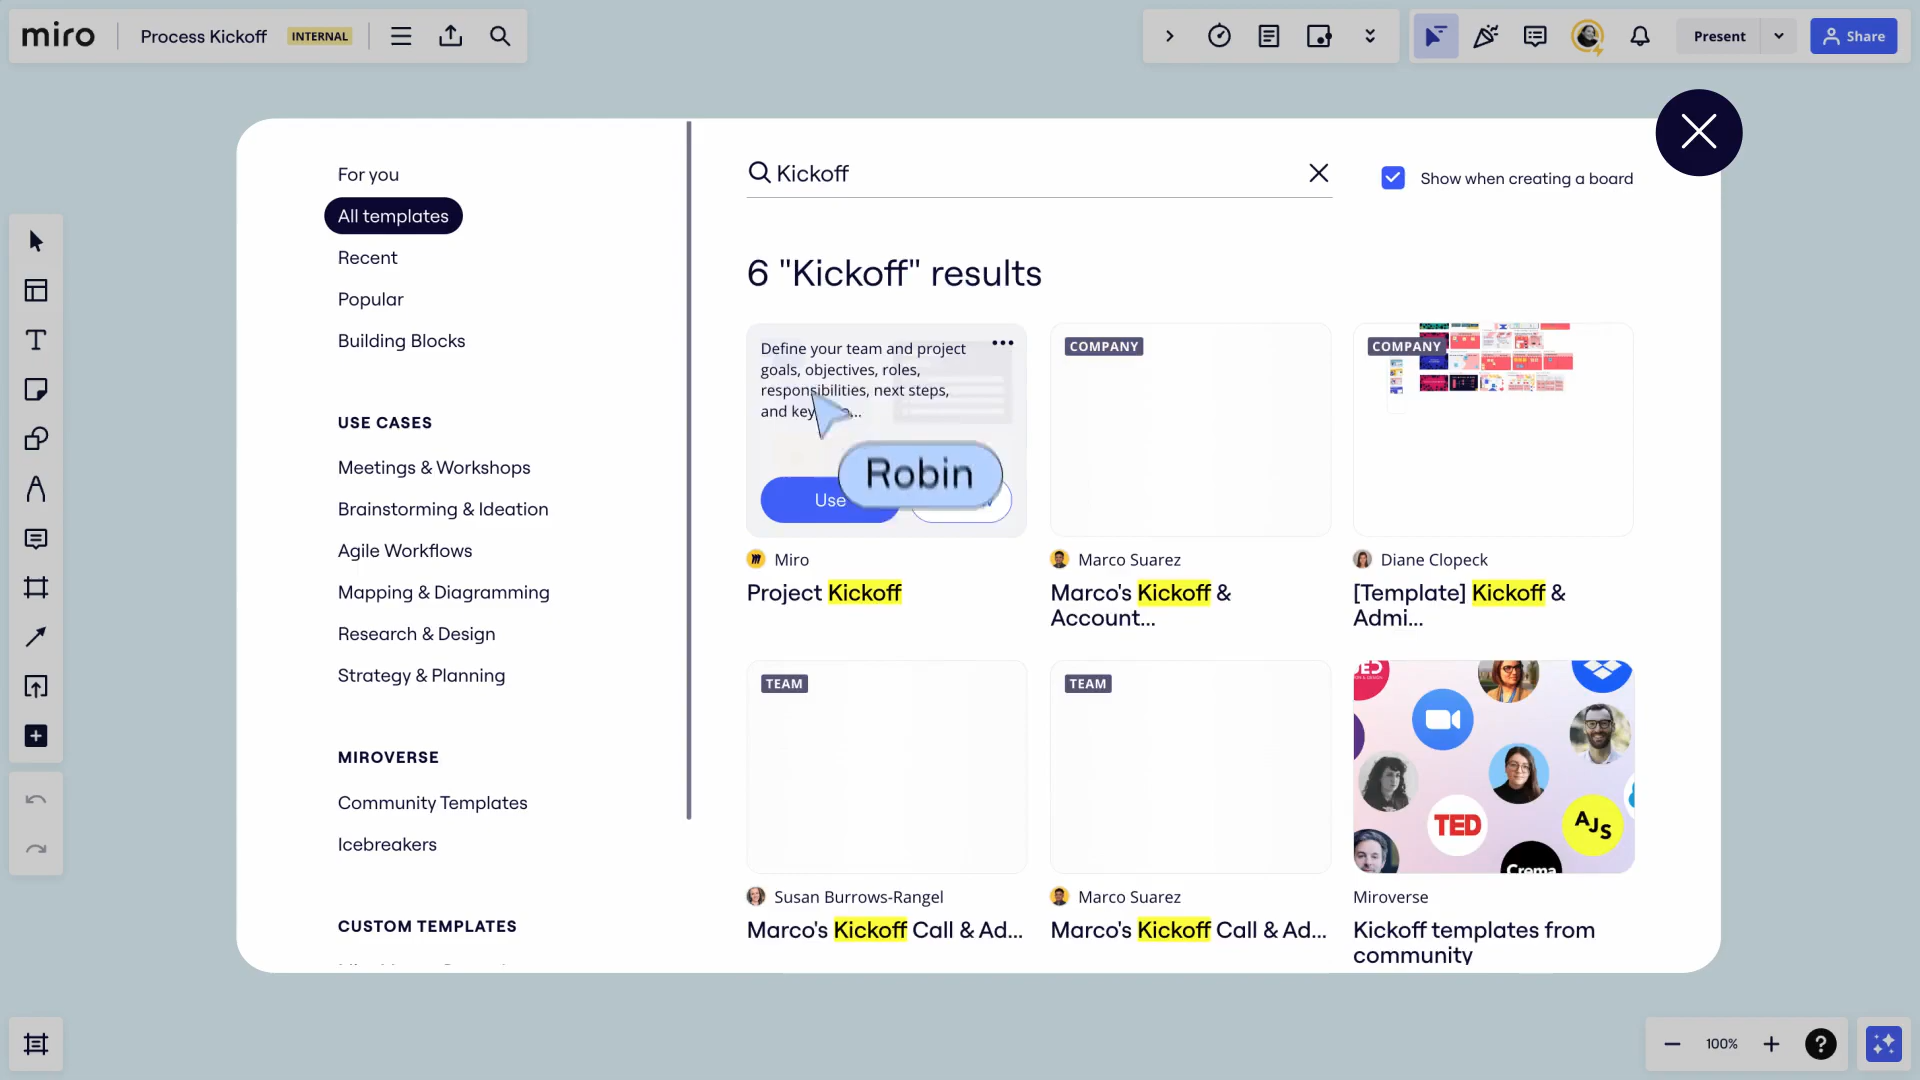 miro
Process Kickoff
INTERNAL
Present
Share
For you
All templates
Recent
Popular
Building Blocks
USE CASES
Meetings & Workshops
Brainstorming & Ideation
Agile Workflows
Mapping & Diagramming
Research & Design
Strategy & Planning
MIROVERSE
Community Templates
Icebreakers
CUSTOM TEMPLATES
Kickoff
Show when creating a board
6 "Kickoff" results
Define your team and project
goals, objectives, roles,
responsibilities, next steps,
and key
Robin
Use
Miro
Project Kickoff
COMPANY
Marco Suarez
Marco's Kickoff &
Account...
COMPANY
Diane Clopeck
[Template] Kickoff &
Admi...
TEAM
Susan Burrows-Rangel
Marco's Kickoff Call & Ad...
TEAM
Marco Suarez
Marco's Kickoff Call & Ad...
TED
AJS
Crema
Miroverse
Kickoff templates from
community
100%
?